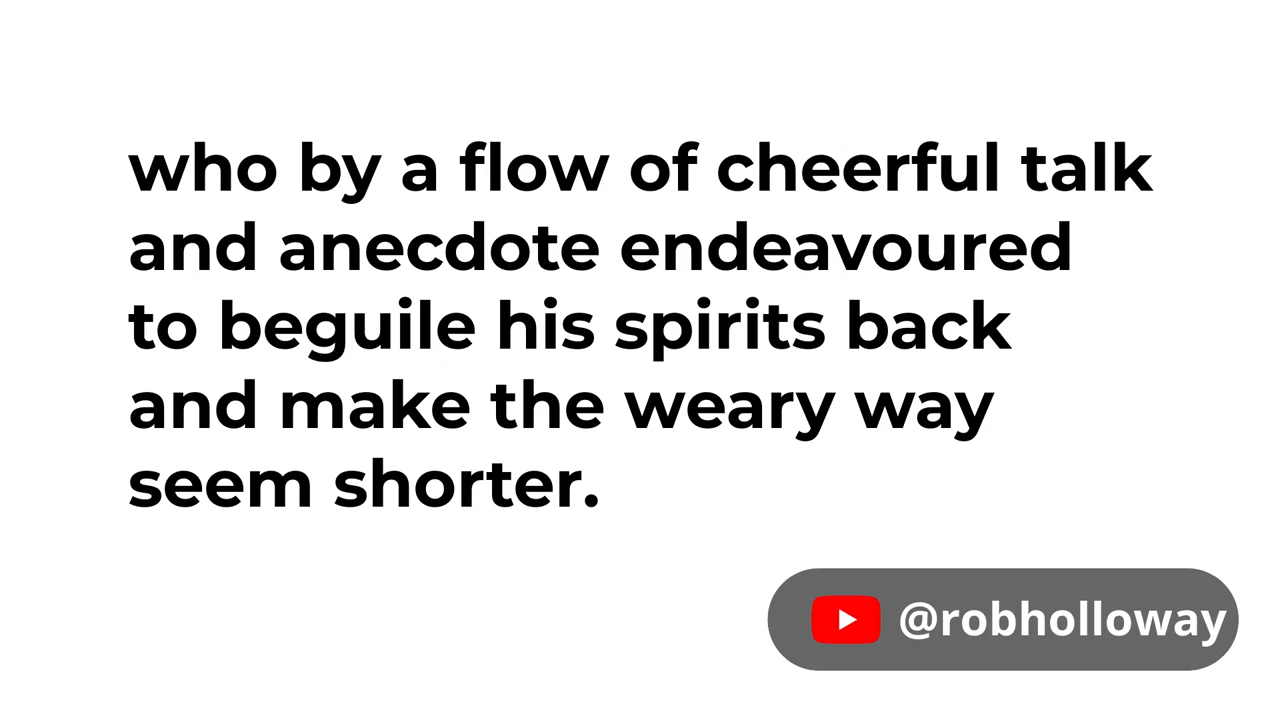 who by a flow of cheerful talk
and anecdote endeavoured
to beguile his spirits back
and make the weary way
seem shorter.
@robholloway